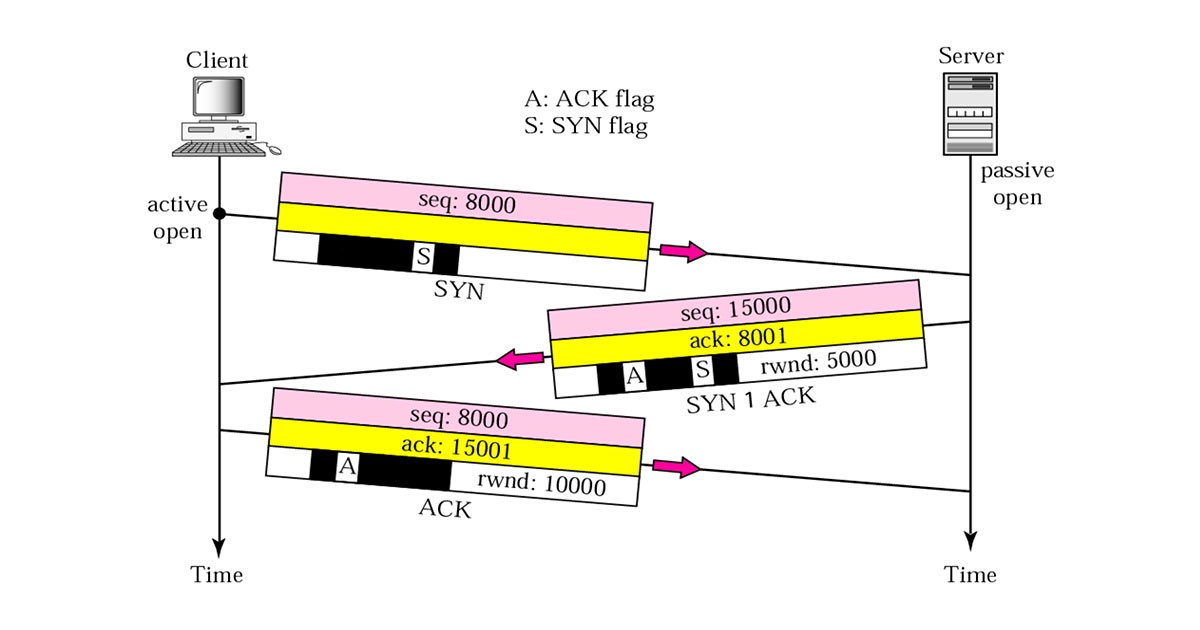 Client
Server
A: ACK flag
S: SYN flag
active
open
passive
open
seq: 8000
S
SYN
seq: 15000
ack: 8001
A
S
rwnd: 5000
SYN 1 ACK
seq: 8000
ack: 15001
A
rwnd: 10000
ACK
Time
Time